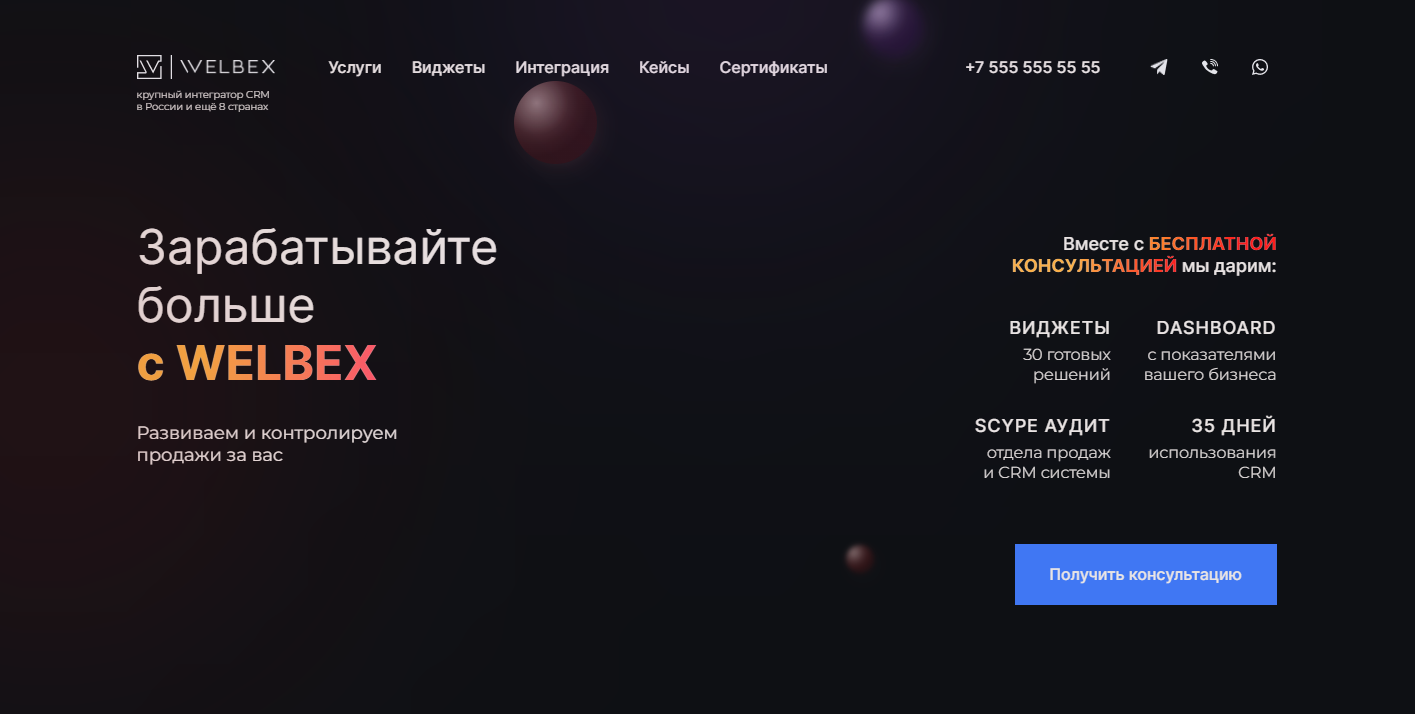 WELBEX
крупный интегратор CRM
в России и ещё 8 странах
Услуги
Виджеты
Интеграция
Кейсы
Сертификаты
+7 555 555 55 55
Зарабатывайте
больше
с WELBEX
Развиваем и контролируем
продажи за вас
Вместе с БЕСПЛАТНОЙ
КОНСУЛЬТАЦИЕЙ мы дарим:
ВИДЖЕТЫ
30 готовых
решений
DASHBOARD
с показателями
вашего бизнеса
SCYPE АУДИТ
отдела продаж
и CRM системы
35 ДНЕЙ
использования
CRM
Получить консультацию